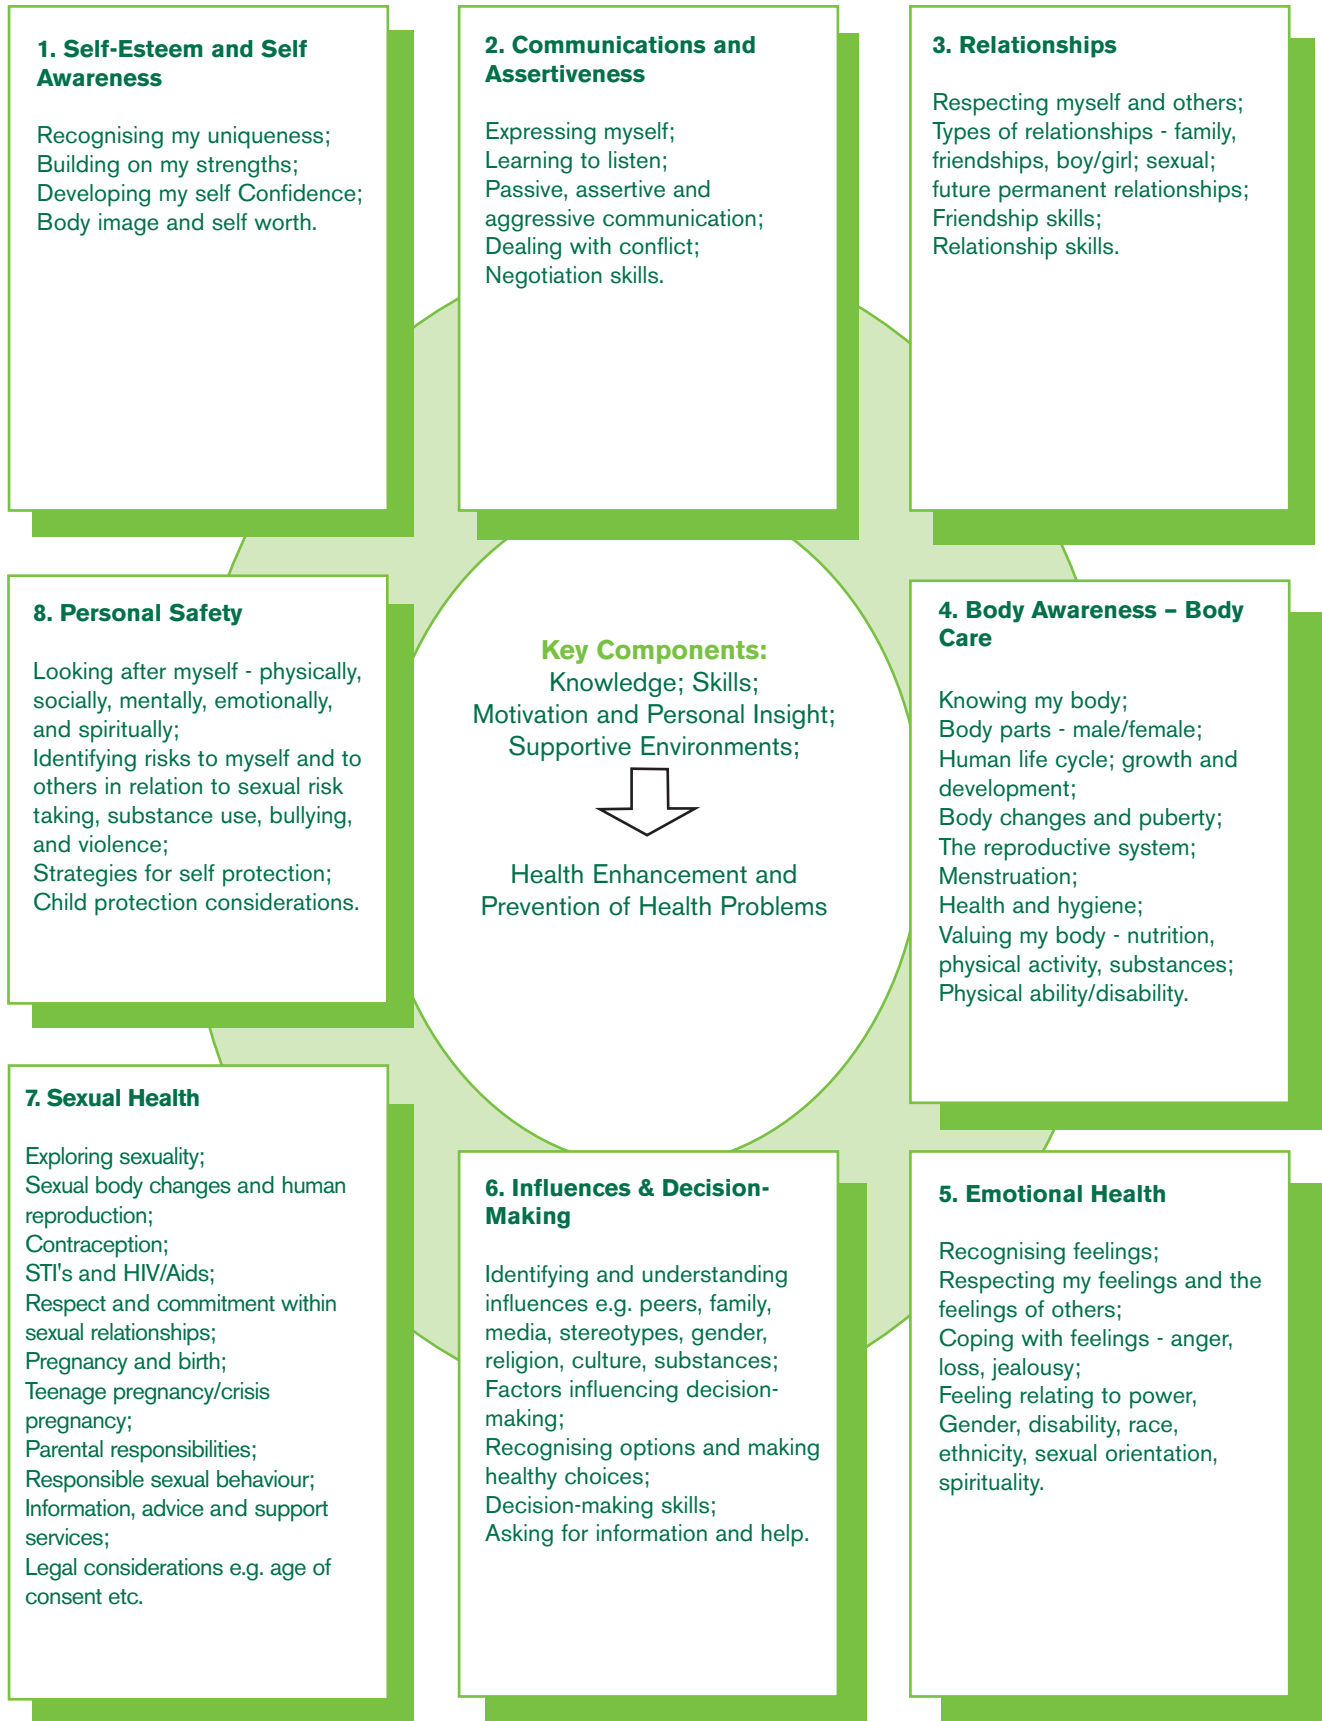 1. Self-Esteem and Self
Awareness
Recognising my uniqueness;
Building on my strengths;
Developing my self Confidence;
Body image and self worth.
2. Communications and
Assertiveness
Expressing myself;
Learning to listen;
Passive, assertive and
aggressive communication;
Dealing with conflict;
Negotiation skills.
3. Relationships
Respecting myself and others;
Types of relationships - family,
friendships, boy/girl; sexual;
future permanent relationships;
Friendship skills;
Relationship skills.
8. Personal Safety
Looking after myself - physically,
socially, mentally, emotionally,
and spiritually;
Identifying risks to myself and to
others in relation to sexual risk
taking, substance use, bullying,
and violence;
Strategies for self protection;
Child protection considerations.
Key Components:
Knowledge; Skills;
Motivation and Personal Insight;
Supportive Environments;
Health Enhancement and
Prevention of Health Problems
4. Body Awareness – Body
Care
Knowing my body;
Body parts - male/female;
Human life cycle; growth and
development;
Body changes and puberty;
The reproductive system;
Menstruation;
Health and hygiene;
Valuing my body - nutrition,
physical activity, substances;
Physical ability/disability.
7. Sexual Health
Exploring sexuality;
Sexual body changes and human
reproduction;
Contraception;
STI's and HIV/Aids;
Respect and commitment within
sexual relationships;
Pregnancy and birth;
Teenage pregnancy/crisis
pregnancy;
Parental responsibilities;
Responsible sexual behaviour;
Information, advice and support
services;
Legal considerations e.g. age of
consent etc.
6. Influences & Decision-
Making
Identifying and understanding
influences e.g. peers, family,
media, stereotypes, gender,
religion, culture, substances;
Factors influencing decision-
making;
Recognising options and making
healthy choices;
Decision-making skills;
Asking for information and help.
5. Emotional Health
Recognising feelings;
Respecting my feelings and the
feelings of others;
Coping with feelings - anger,
loss, jealousy;
Feeling relating to power,
Gender, disability, race,
ethnicity, sexual orientation,
spirituality.